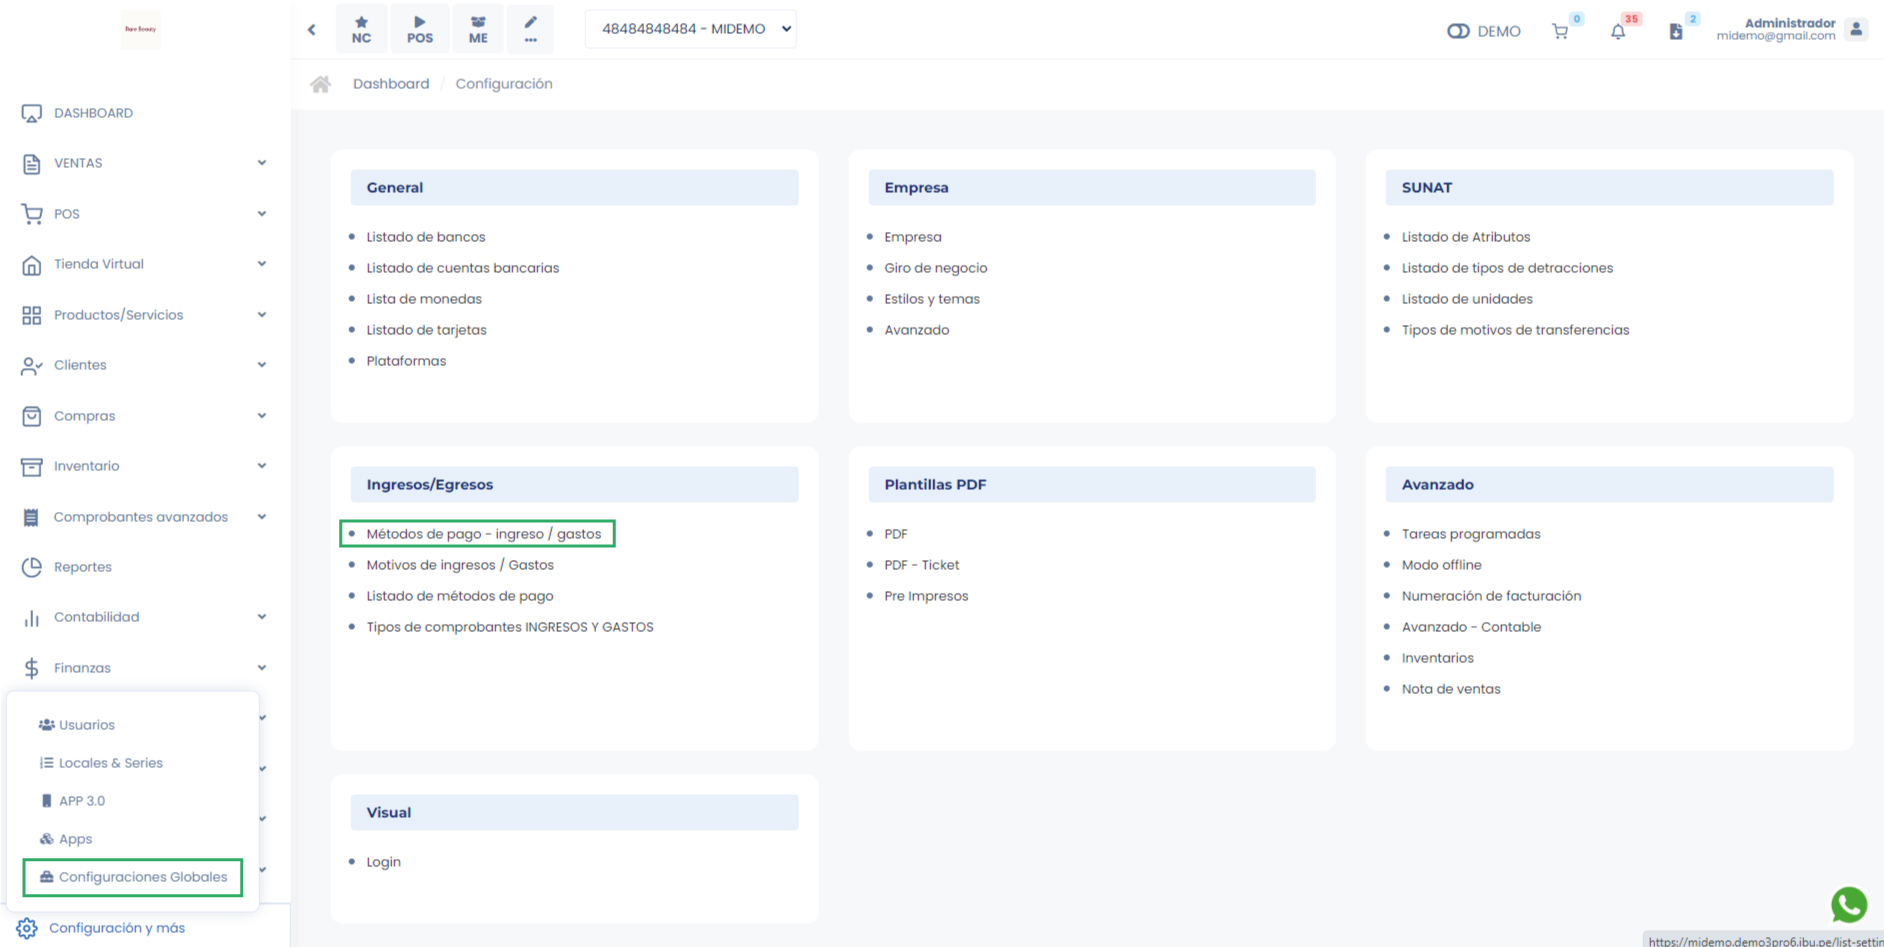 Rare Beauty
NC
POS
ME
...
48484848484 - MIDEMO
DEMO
0
35
2
Administrador
midemo@gmail.com
Dashboard / Configuración
DASHBOARD
VENTAS
POS
Tienda Virtual
Productos/Servicios
Clientes
Compras
Inventario
Comprobantes avanzados
Reportes
Contabilidad
Finanzas
Usuarios
Locales & Series
APP 3.0
Apps
Configuraciones Globales
Configuración y más
General
Listado de bancos
Listado de cuentas bancarias
Lista de monedas
Listado de tarjetas
Plataformas
Empresa
Empresa
Giro de negocio
Estilos y temas
Avanzado
SUNAT
Listado de Atributos
Listado de tipos de detracciones
Listado de unidades
Tipos de motivos de transferencias
Ingresos/Egresos
Métodos de pago - ingreso / gastos
Motivos de ingresos / Gastos
Listado de métodos de pago
Tipos de comprobantes INGRESOS Y GASTOS
Plantillas PDF
PDF
PDF - Ticket
Pre Impresos
Avanzado
Tareas programadas
Modo offline
Numeración de facturación
Avanzado - Contable
Inventarios
Nota de ventas
Visual
Login
https://midemo.demo3pro6.ibu.pe/list-settin